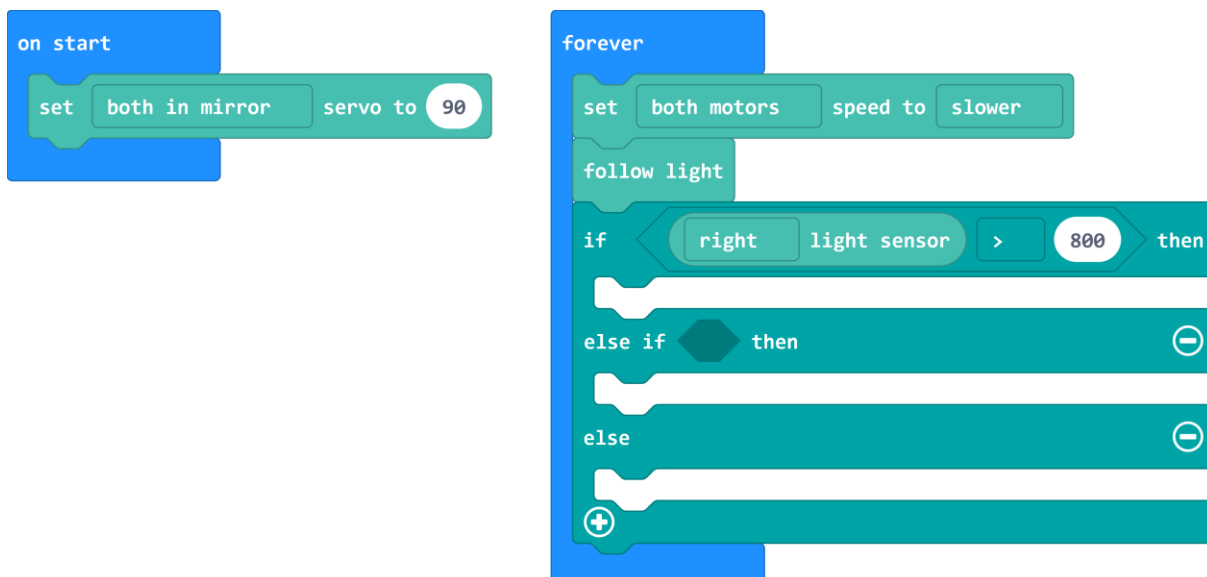 on start
set both in mirror servo to 90
forever
set both motors speed to slower
follow light
if right light sensor > 800 then
else if then
else